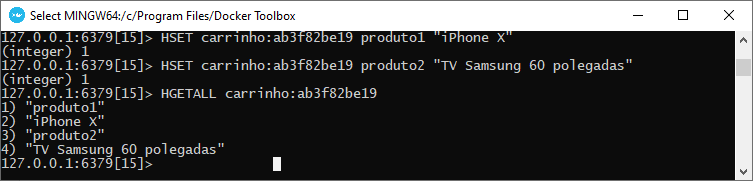 Select MINGW64:/c/Program Files/Docker Toolbox
127.0.0.1:6379[15]> HSET carrinho:ab3f82be19 produto1 "iPhone X"
(integer) 1
127.0.0.1:6379[15]> HSET carrinho:ab3f82be19 produto2 "TV Samsung 60 polegadas"
(integer) 1
127.0.0.1:6379[15]> HGETALL carrinho:ab3f82be19
1) "produto1"
2) "iPhone X"
3) "produto2"
4) "TV Samsung 60 polegadas"
127.0.0.1:6379[15]>